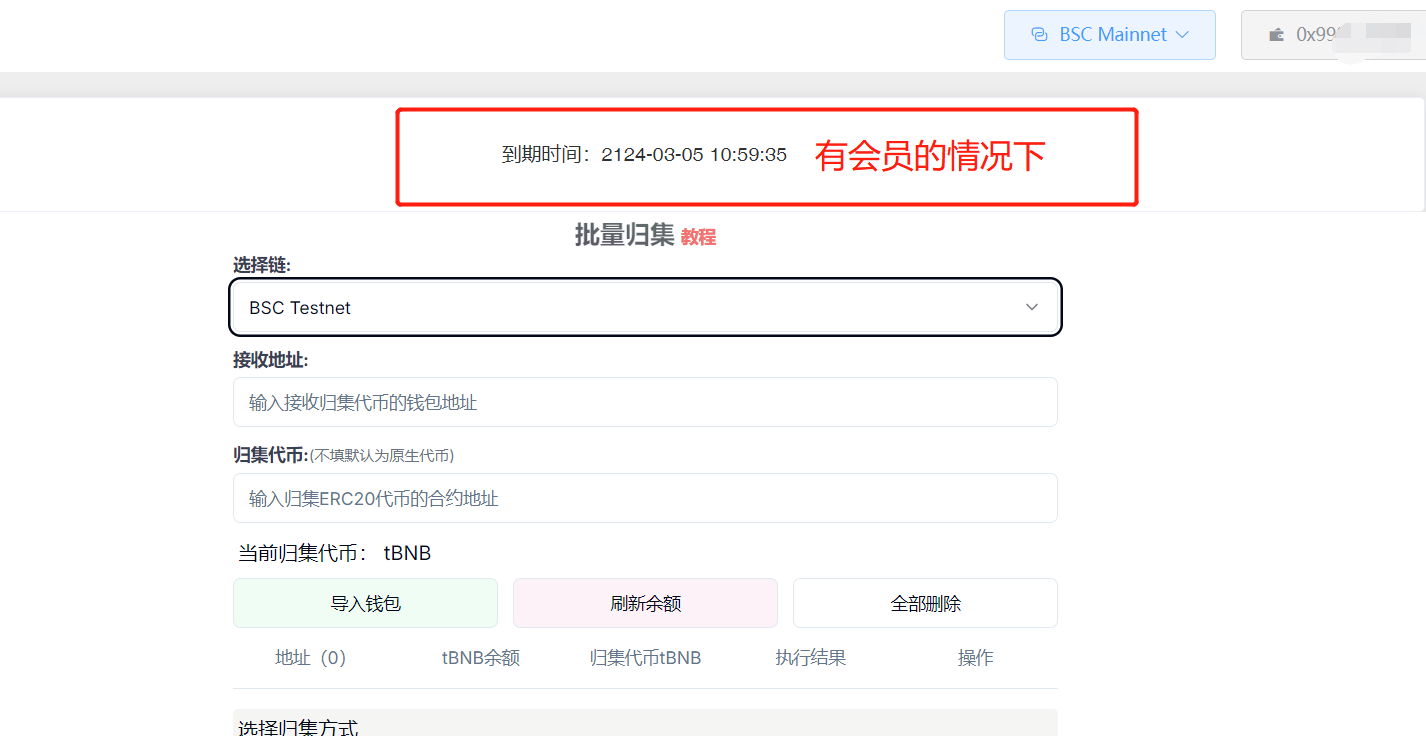 BSC Mainnet
0x99
到期时间：2124-03-05 10:59:35 有会员的情况下
批量归集 教程
选择链:
BSC Testnet
接收地址:
输入接收归集代币的钱包地址
归集代币:(不填默认为原生代币)
输入归集ERC20代币的合约地址
当前归集代币： tBNB
导入钱包 刷新余额 全部删除
地址（0） tBNB余额 归集代币tBNB 执行结果 操作
选择归集方式